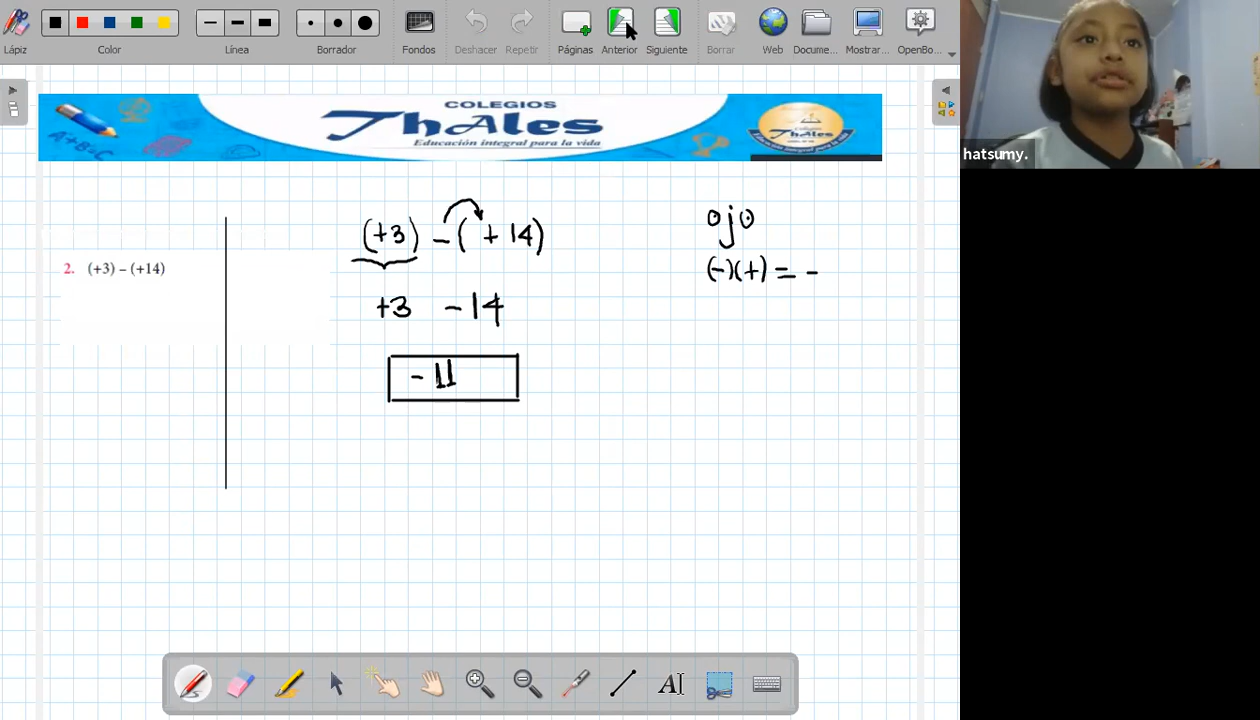 Lápiz Color Línea Borrador Fondos Deshacer Repetir Páginas Anterior Siguiente Borrar Web Docume... Mostrar... OpenBo...
COLEGIOS
Thales
Educación integral para la vida
A+B=C
hatsumy.
2. (+3) – (+14)
(+3) – (+14)
+3 –14
–11
ojo
(–)(+) = –
AI